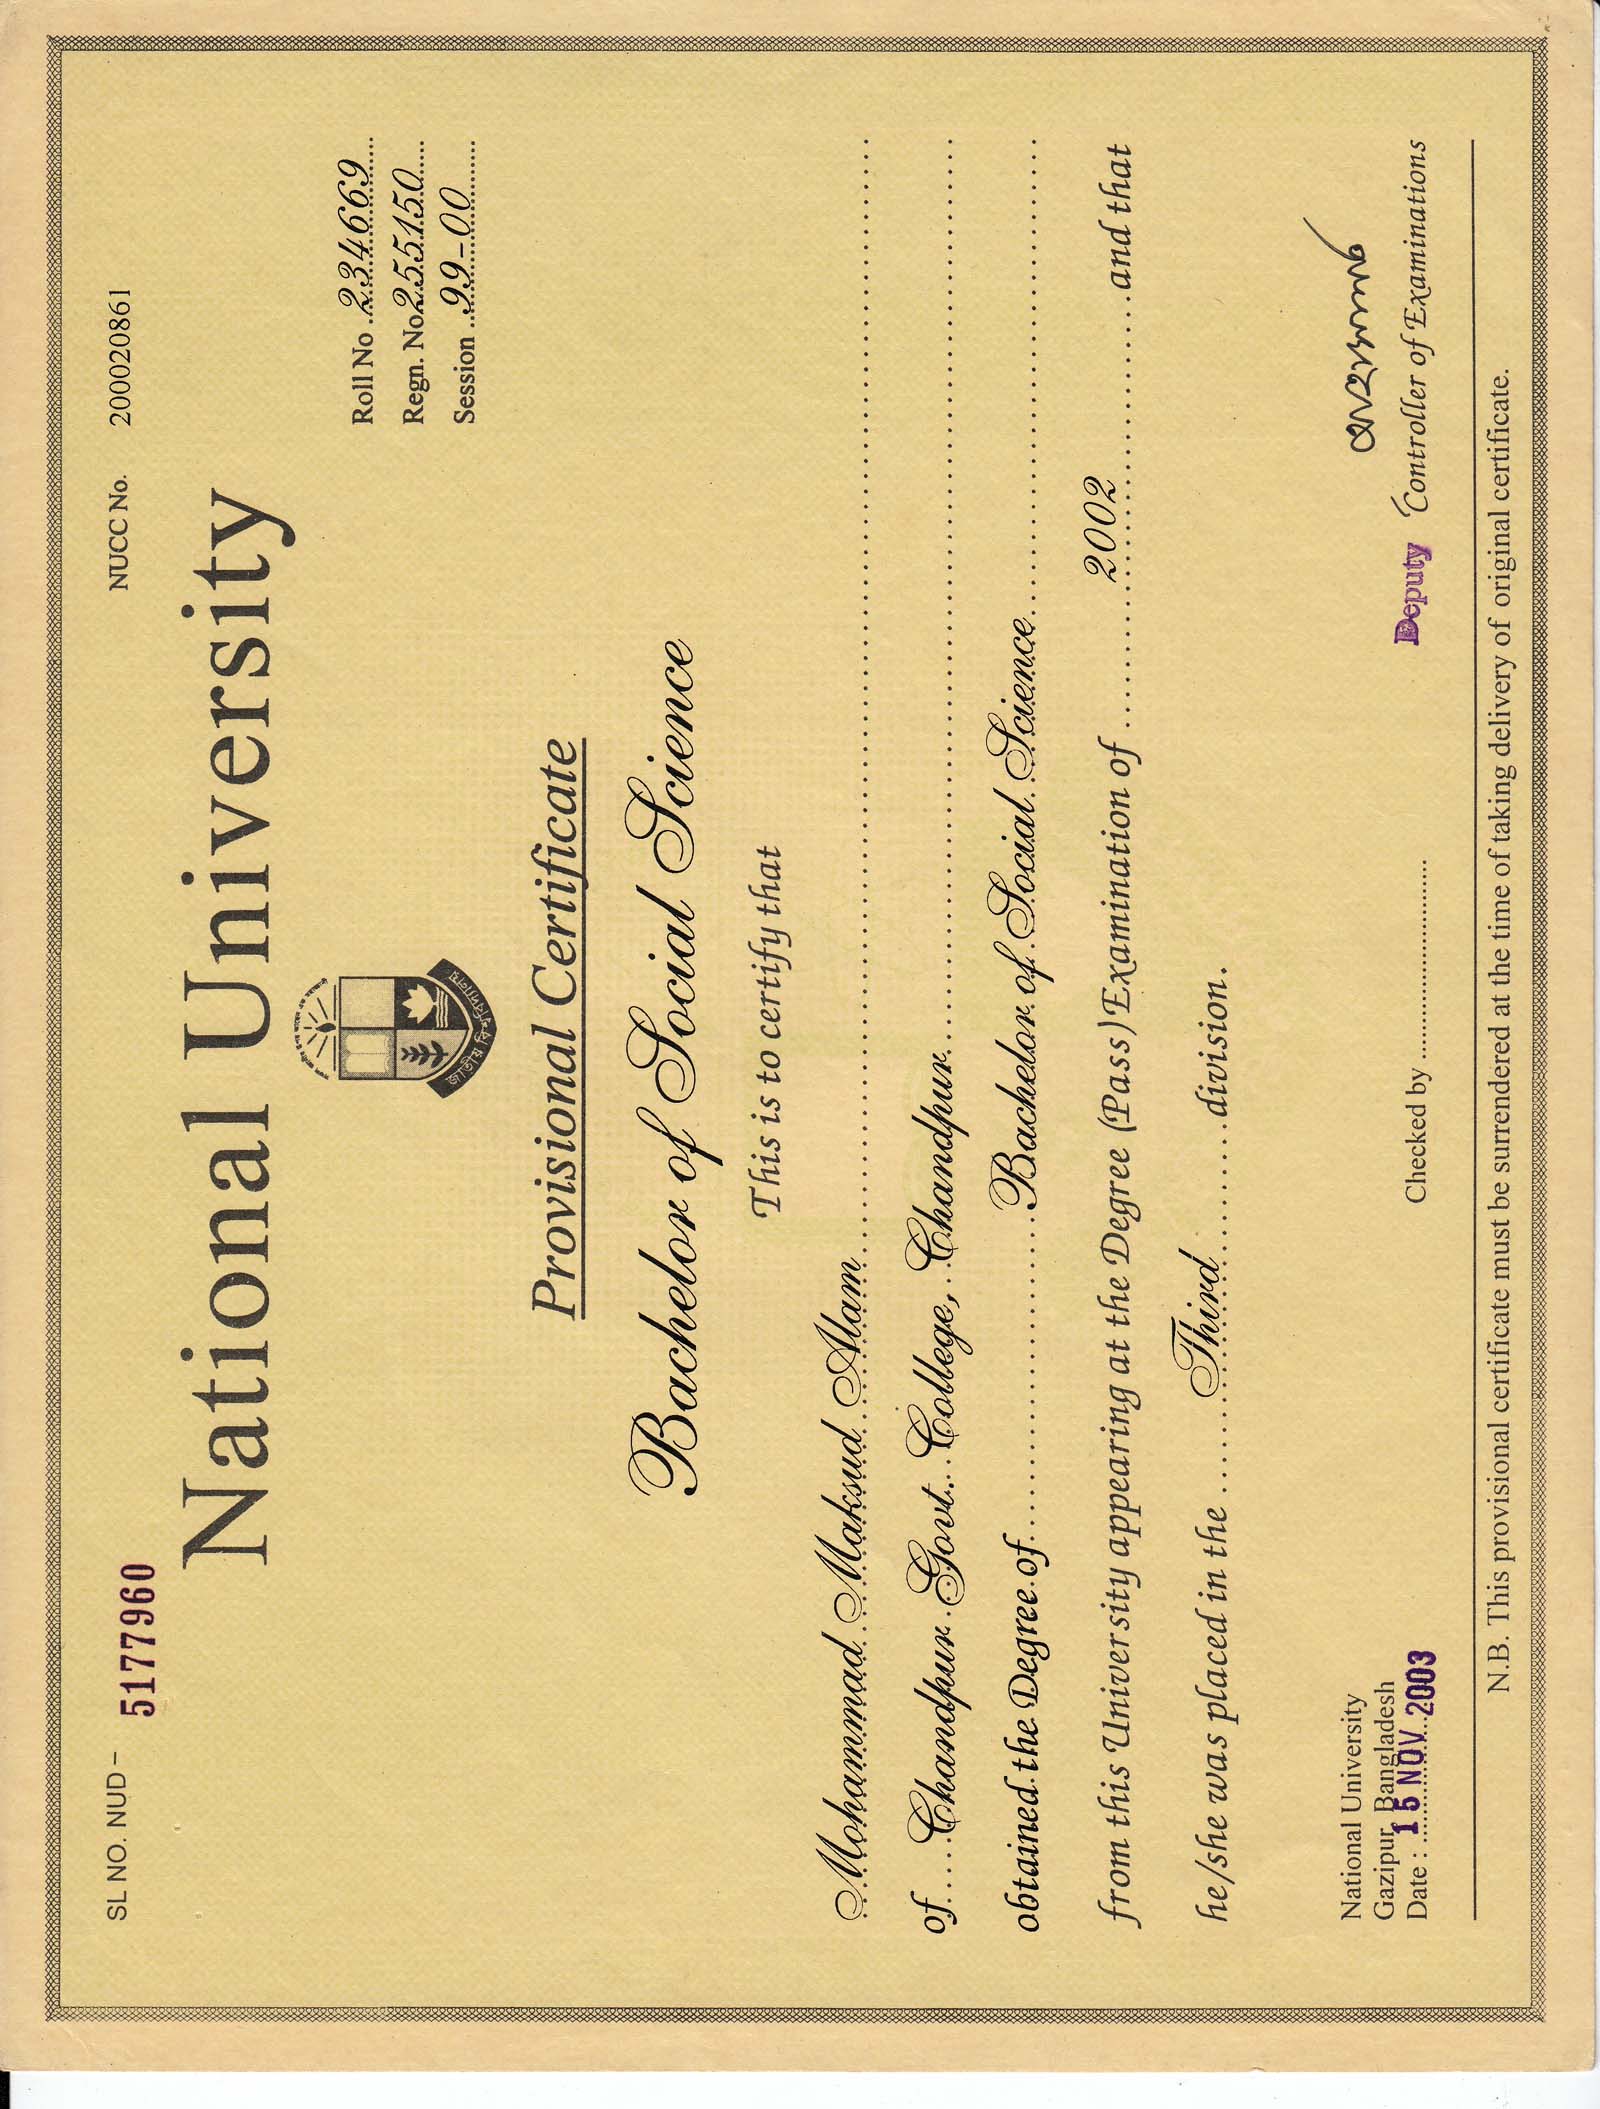 SL NO. NUD – 5177960 NUCC No. 200020861
National University
জাতীয় বিশ্ববিদ্যালয়
Roll No .234669
Regn. No 255150
Session .99-00
Provisional Certificate
Bachelor of Social Science
This is to certify that
Mohammad Maksud Alam
of Chandpur Govt. College, Chandpur
obtained the Degree of Bachelor of Social Science
from this University appearing at the Degree (Pass) Examination of 2002 and that
he/she was placed in the Third division.
National University
Gazipur, Bangladesh
Date : 15 NOV 2003 Checked by Deputy Controller of Examinations
N.B. This provisional certificate must be surrendered at the time of taking delivery of original certificate.